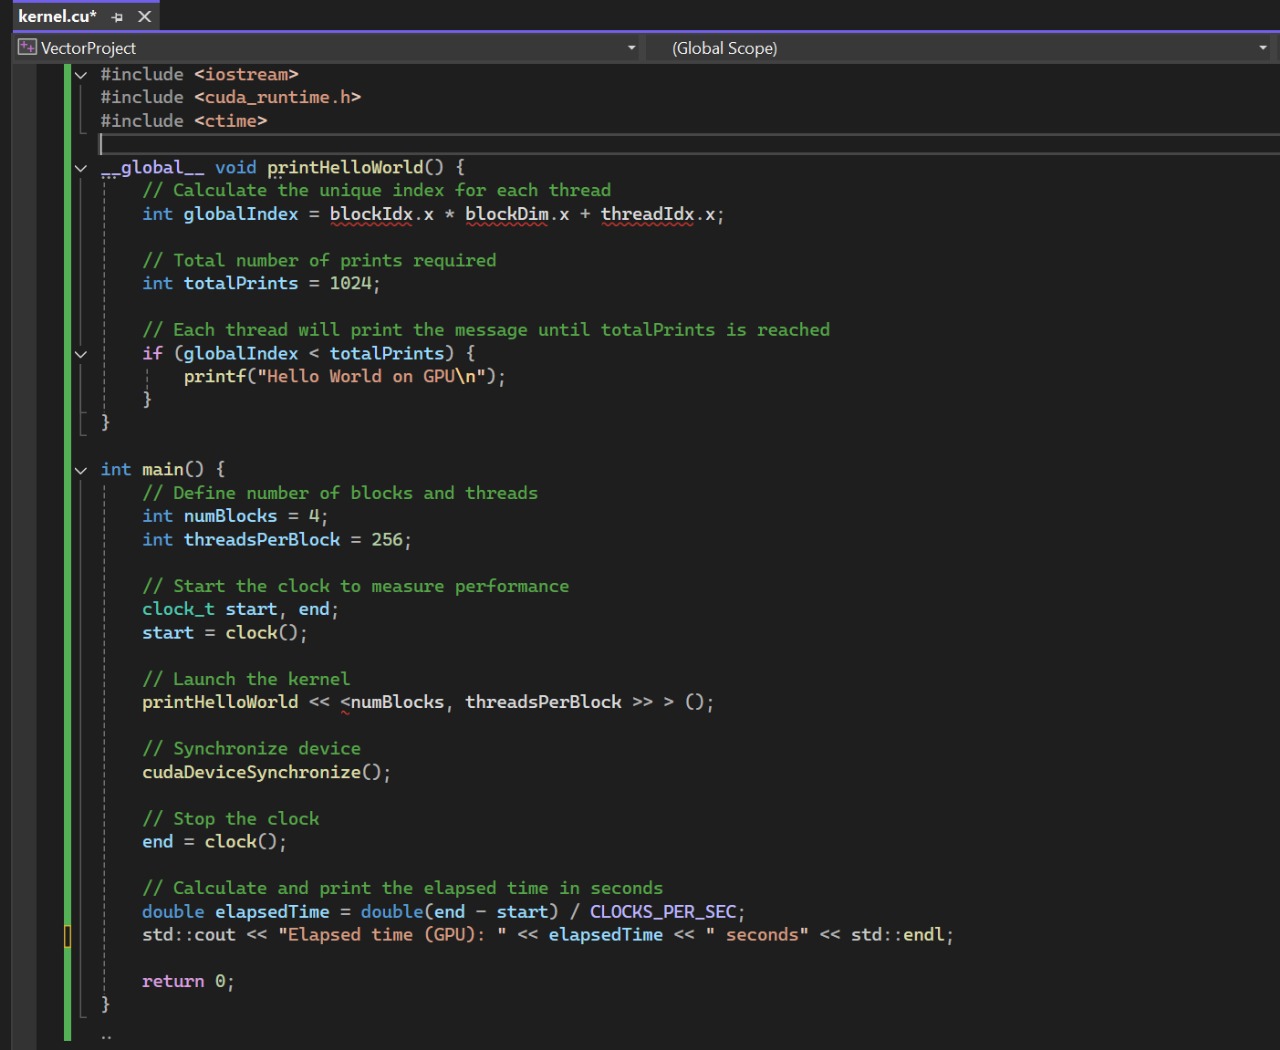 kernel.cu*
VectorProject
(Global Scope)
#include <iostream>
#include <cuda_runtime.h>
#include <ctime>
__global__ void printHelloWorld() {
// Calculate the unique index for each thread
int globalIndex = blockIdx.x * blockDim.x + threadIdx.x;
// Total number of prints required
int totalPrints = 1024;
// Each thread will print the message until totalPrints is reached
if (globalIndex < totalPrints) {
printf("Hello World on GPU\n");
}
}
int main() {
// Define number of blocks and threads
int numBlocks = 4;
int threadsPerBlock = 256;
// Start the clock to measure performance
clock_t start, end;
start = clock();
// Launch the kernel
printHelloWorld << <numBlocks, threadsPerBlock >> > ();
// Synchronize device
cudaDeviceSynchronize();
// Stop the clock
end = clock();
// Calculate and print the elapsed time in seconds
double elapsedTime = double(end - start) / CLOCKS_PER_SEC;
std::cout << "Elapsed time (GPU): " << elapsedTime << " seconds" << std::endl;
return 0;
}